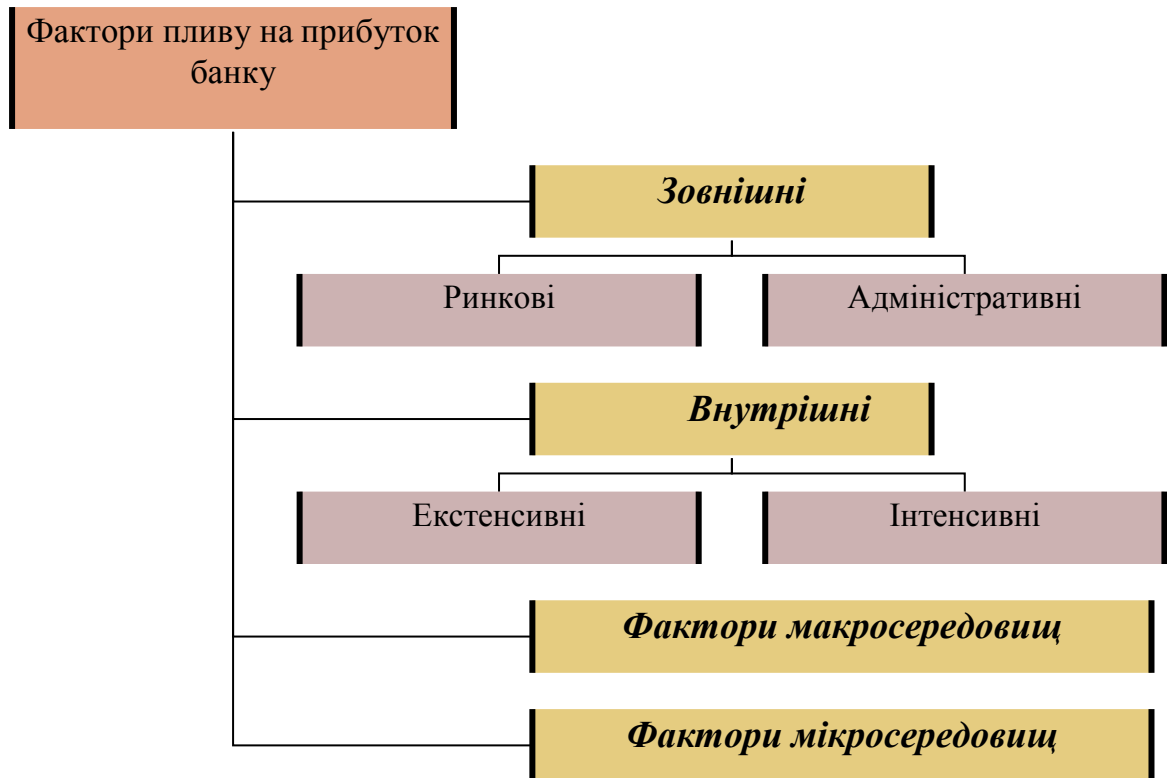 Фактори пливу на прибуток
банку
Зовнішні
Ринкові
Адміністративні
Внутрішні
Екстенсивні
Інтенсивні
Фактори макросередовищ
Фактори мікросередовищ